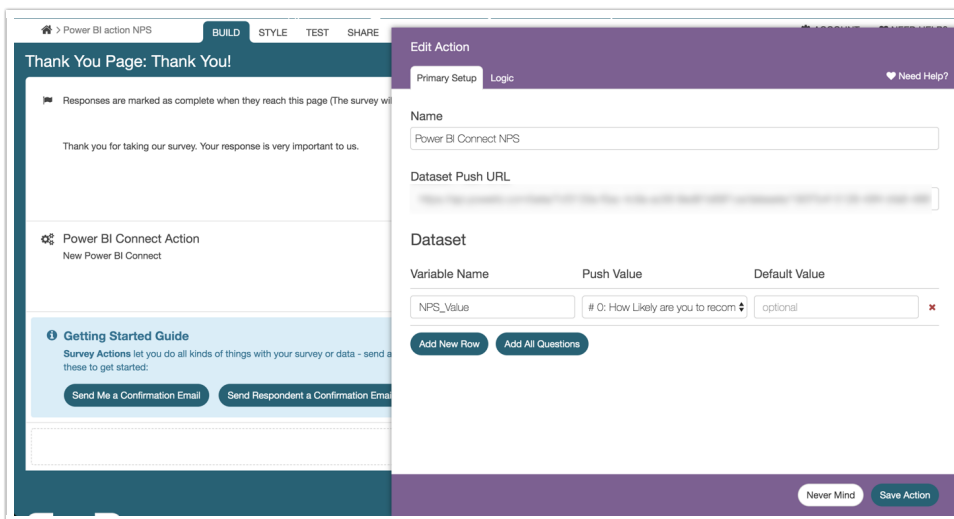 > Power BI action NPS
BUILD STYLE TEST SHARE
Thank You Page: Thank You!
Responses are marked as complete when they reach this page (The survey wil
Thank you for taking our survey. Your response is very important to us.
Power BI Connect Action
New Power BI Connect
Getting Started Guide
Survey Actions let you do all kinds of things with your survey or data - send a
these to get started:
Send Me a Confirmation Email Send Respondent a Confirmation Emai
Edit Action
Primary Setup Logic Need Help?
Name
Power BI Connect NPS
Dataset Push URL
Dataset
Variable Name Push Value Default Value
NPS_Value # 0: How Likely are you to recom optional
Add New Row Add All Questions
Never Mind Save Action